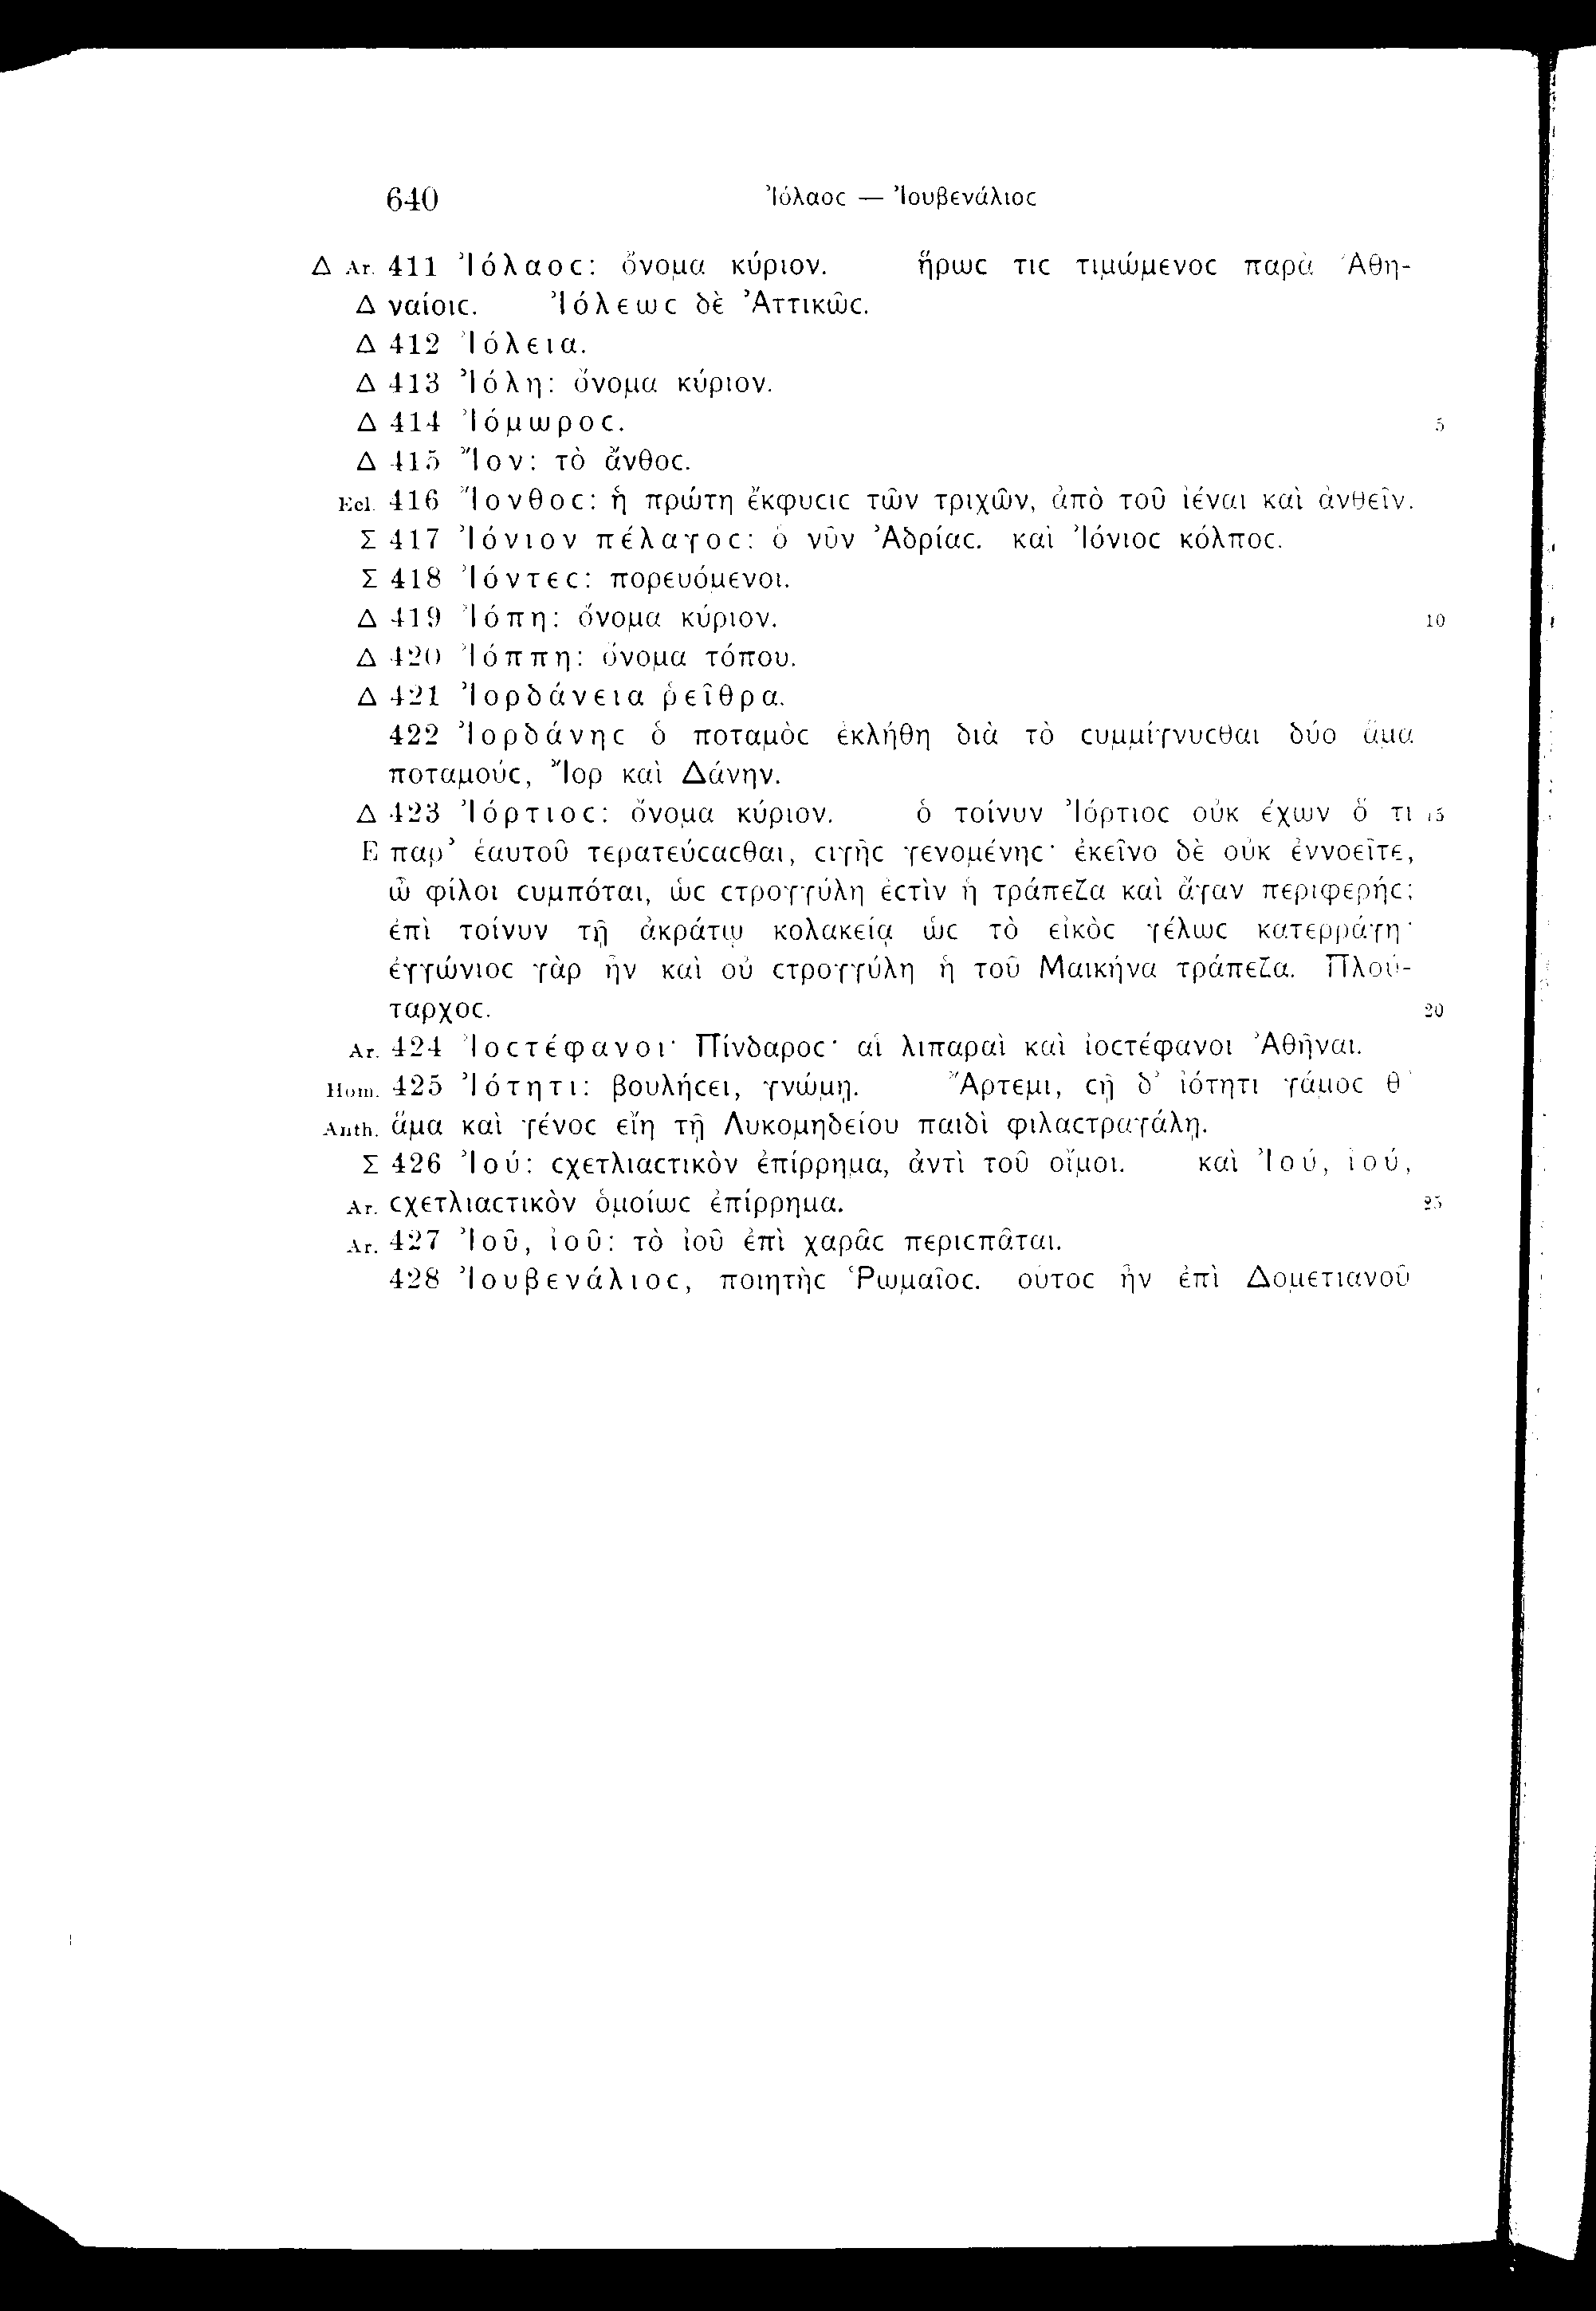 640 Ἰόλαοϲ — Ἰουβενάλιοϲ
Δ Ar. 411 Ἰόλαοϲ: ὄνομα κύριον. ἥρωϲ τιϲ τιμώμενοϲ παρὰ Ἀθη-
Δ ναίοιϲ. Ἰόλεωϲ δὲ Ἀττικῶϲ.
Δ 412 Ἰόλεια.
Δ 413 Ἰόλη: ὄνομα κύριον.
Δ 414 Ἰόμωροϲ. 5
Δ 415 Ἴον: τὸ ἄνθοϲ.
Ecl. 416 Ἴονθοϲ: ἡ πρώτη ἔκφυϲιϲ τῶν τριχῶν, ἀπὸ τοῦ ἰέναι καὶ ἀνθεῖν.
Σ 417 Ἰόνιον πέλαγοϲ: ὁ νῦν Ἀδρίαϲ. καὶ Ἰόνιοϲ κόλποϲ.
Σ 418 Ἰόντεϲ: πορευόμενοι.
Δ 419 Ἰόπη: ὄνομα κύριον. 10
Δ 420 Ἰόππη: ὄνομα τόπου.
Δ 421 Ἰορδάνεια ῥεῖθρα.
422 Ἰορδάνηϲ ὁ ποταμὸϲ ἐκλήθη διὰ τὸ ϲυμμίγνυϲθαι δύο ἅμα
ποταμούϲ, Ἴορ καὶ Δάνην.
Δ 423 Ἰόρτιοϲ: ὄνομα κύριον. ὁ τοίνυν Ἰόρτιοϲ οὐκ ἔχων ὅ τι 15
E παρ’ ἑαυτοῦ τερατεύϲαϲθαι, ϲιγῆϲ γενομένηϲ· ἐκεῖνο δὲ οὐκ ἐννοεῖτε,
ὦ φίλοι ϲυμπόται, ὡϲ ϲτρογγύλη ἐϲτὶν ἡ τράπεζα καὶ ἄγαν περιφερήϲ;
ἐπὶ τοίνυν τῇ ἀκράτῳ κολακείᾳ ὡϲ τὸ εἰκὸϲ γέλωϲ κατερράγη·
ἐγγώνιοϲ γὰρ ἦν καὶ οὐ ϲτρογγύλη ἡ τοῦ Μαικήνα τράπεζα. Πλού-
ταρχοϲ. 20
Ar. 424 Ἰοϲτέφανοι· Πίνδαροϲ· αἱ λιπαραὶ καὶ ἰοϲτέφανοι Ἀθῆναι.
Hom. 425 Ἰότητι: βουλήϲει, γνώμῃ. Ἄρτεμι, ϲῇ δ’ ἰότητι γάμοϲ θ’
Anth. ἅμα καὶ γένοϲ εἴη τῇ Λυκομηδείου παιδὶ φιλαϲτραγάλῃ.
Σ 426 Ἰού: ϲχετλιαϲτικὸν ἐπίρρημα, ἀντὶ τοῦ οἴμοι. καὶ Ἰού, ἰού,
Ar. ϲχετλιαϲτικὸν ὁμοίωϲ ἐπίρρημα. 25
Ar. 427 Ἰοῦ, ἰοῦ: τὸ ἰοῦ ἐπὶ χαρᾶϲ περιϲπᾶται.
428 Ἰουβενάλιοϲ, ποιητὴϲ Ῥωμαῖοϲ. οὗτοϲ ἦν ἐπὶ Δομετιανοῦ